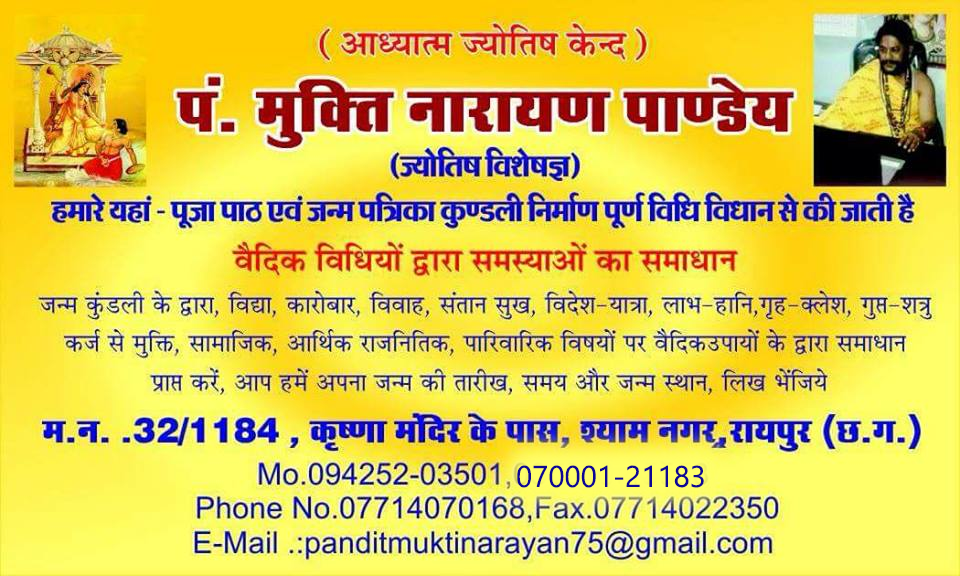 ( आध्यात्म ज्योतिष केन्द )
पं. मुक्ति नारायण पाण्डेय
(ज्योतिष विशेषज्ञ)
हमारे यहां - पूजा पाठ एवं जन्म पत्रिका कुण्डली निर्माण पूर्ण विधि विधान से की जाती है
वैदिक विधियों द्वारा समस्याओं का समाधान
जन्म कुंडली के द्वारा, विद्या, कारोबार, विवाह, संतान सुख, विदेश-यात्रा, लाभ-हानि,गृह-क्लेश, गुप्त-शत्रु
कर्ज से मुक्ति, सामाजिक, आर्थिक राजनितिक, पारिवारिक विषयों पर वैदिकउपायों के द्वारा समाधान
प्राप्त करें, आप हमें अपना जन्म की तारीख, समय और जन्म स्थान, लिख भेंजिये
म.न. .32/1184 , कृष्णा मंदिर के पास, श्याम नगर,रायपुर (छ.ग.)
Mo.094252-03501,070001-21183
Phone No.07714070168,Fax.07714022350
E-Mail .:panditmuktinarayan75@gmail.com